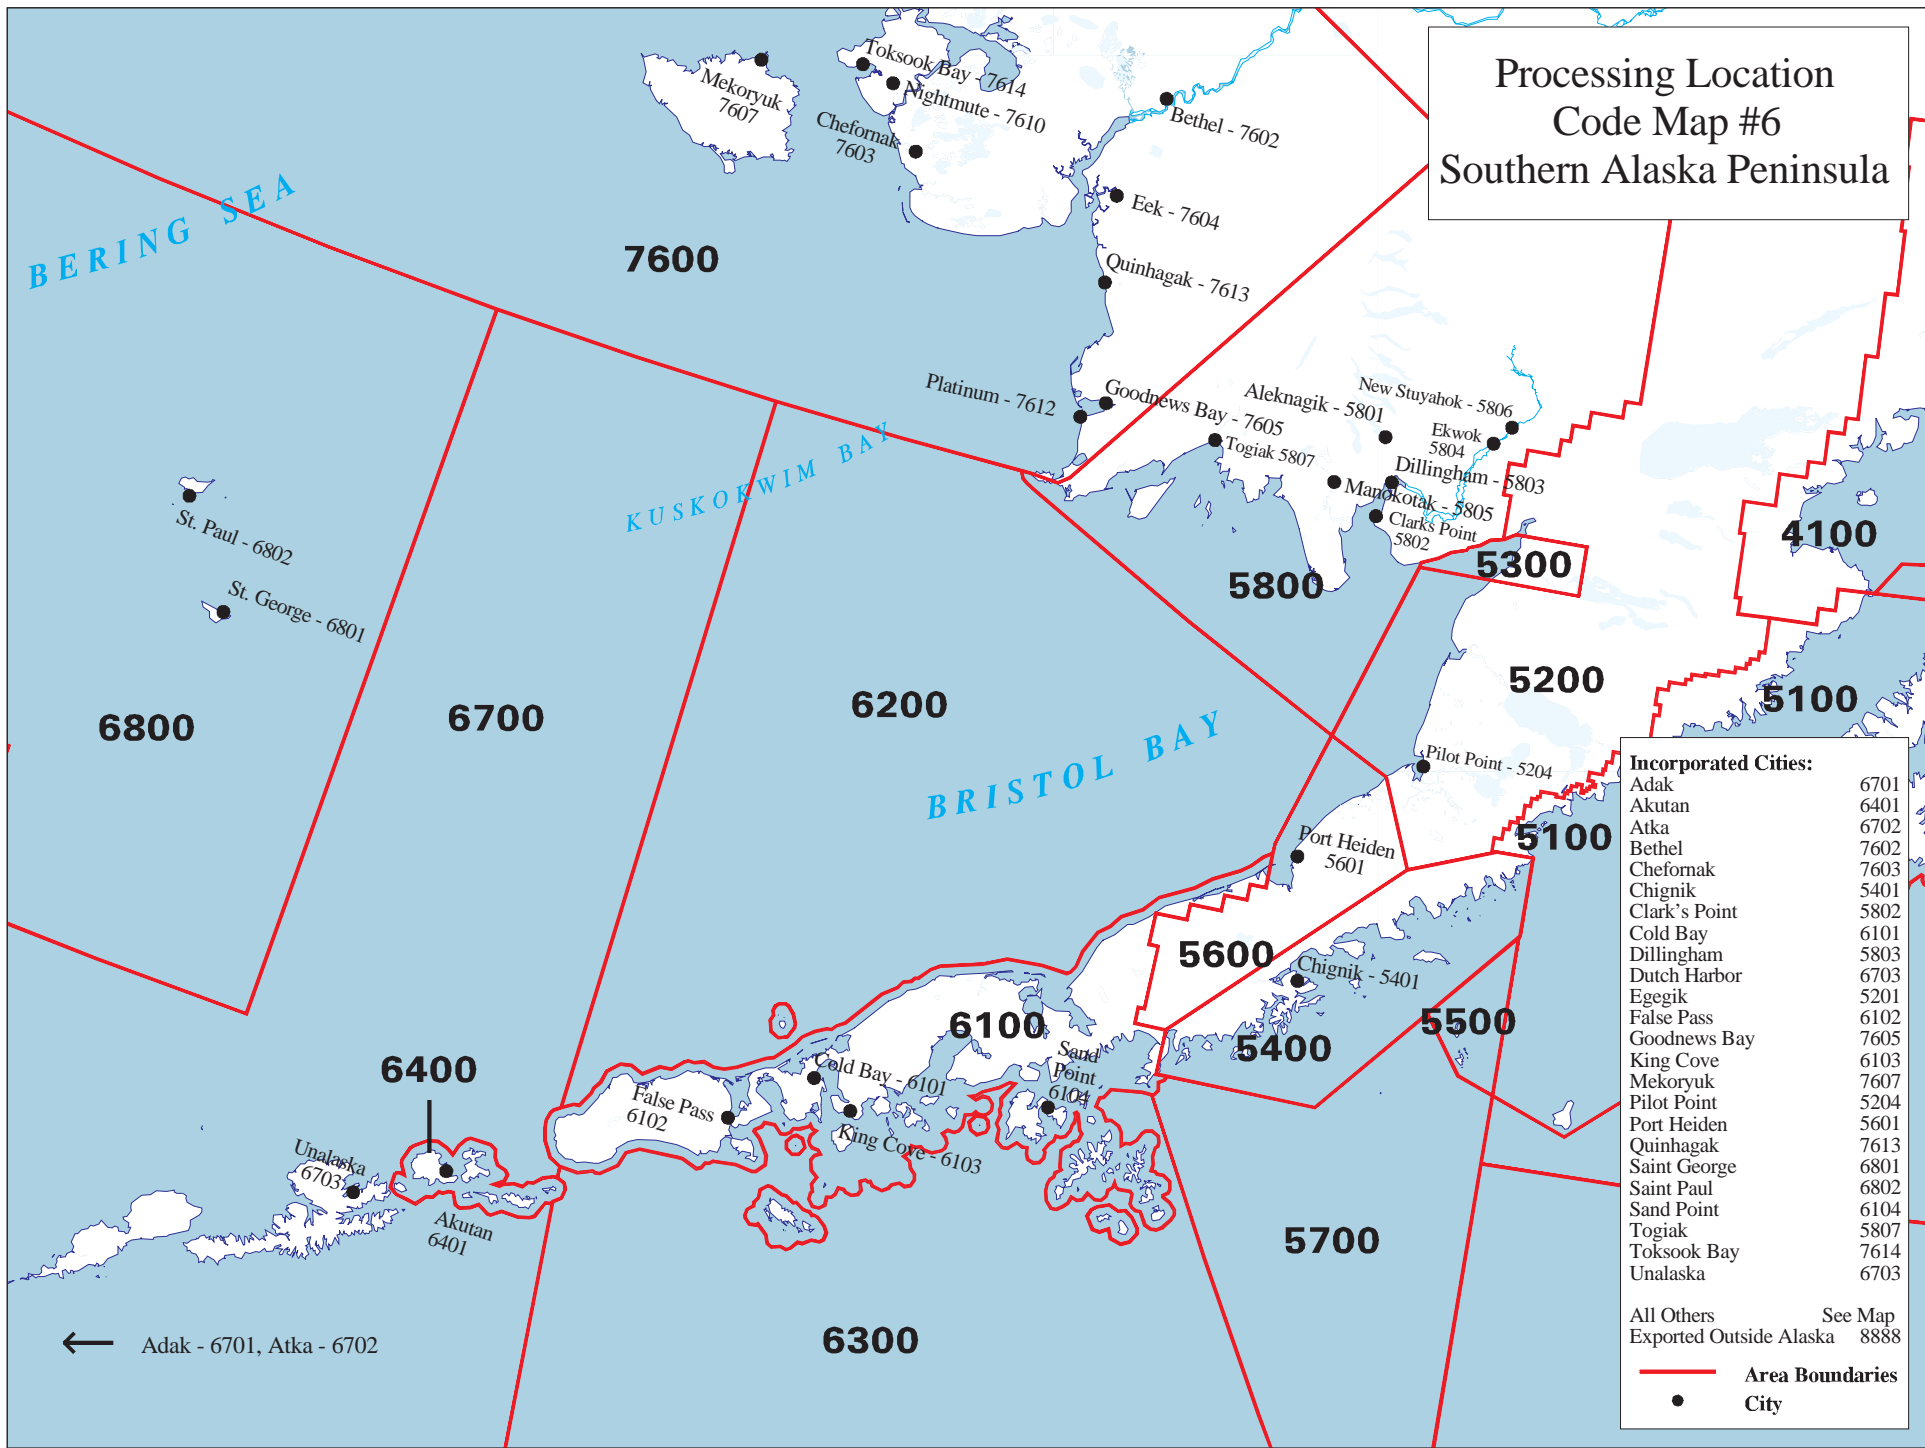 Processing Location
Code Map #6
Southern Alaska Peninsula
Toksook Bay - 7614
Mekoryuk
7607
Nightmute - 7610
Chefornak
7603
Bethel - 7602
Eek - 7604
BERING SEA
7600
Quinhagak - 7613
Platinum - 7612
Goodnews Bay - 7605
Togiak 5807
Aleknagik - 5801
New Stuyahok - 5806
Ekwok
5804
Dillingham - 5803
Manokotak - 5805
Clarks Point
5802
KUSKOKWIM BAY
St. Paul - 6802
St. George - 6801
4100
5300
5800
5200
5100
6800
6700
6200
BRISTOL BAY
Pilot Point - 5204
5100
Port Heiden
5601
5600
Chignik - 5401
5500
5400
6100
Sand
Point
6104
6400
Cold Bay - 6101
False Pass
6102
King Cove - 6103
Unalaska
6703
Akutan
6401
5700
6300
Adak - 6701, Atka - 6702
Incorporated Cities:
Adak 6701
Akutan 6401
Atka 6702
Bethel 7602
Chefornak 7603
Chignik 5401
Clark's Point 5802
Cold Bay 6101
Dillingham 5803
Dutch Harbor 6703
Egegik 5201
False Pass 6102
Goodnews Bay 7605
King Cove 6103
Mekoryuk 7607
Pilot Point 5204
Port Heiden 5601
Quinhagak 7613
Saint George 6801
Saint Paul 6802
Sand Point 6104
Togiak 5807
Toksook Bay 7614
Unalaska 6703
All Others See Map
Exported Outside Alaska 8888
Area Boundaries
City